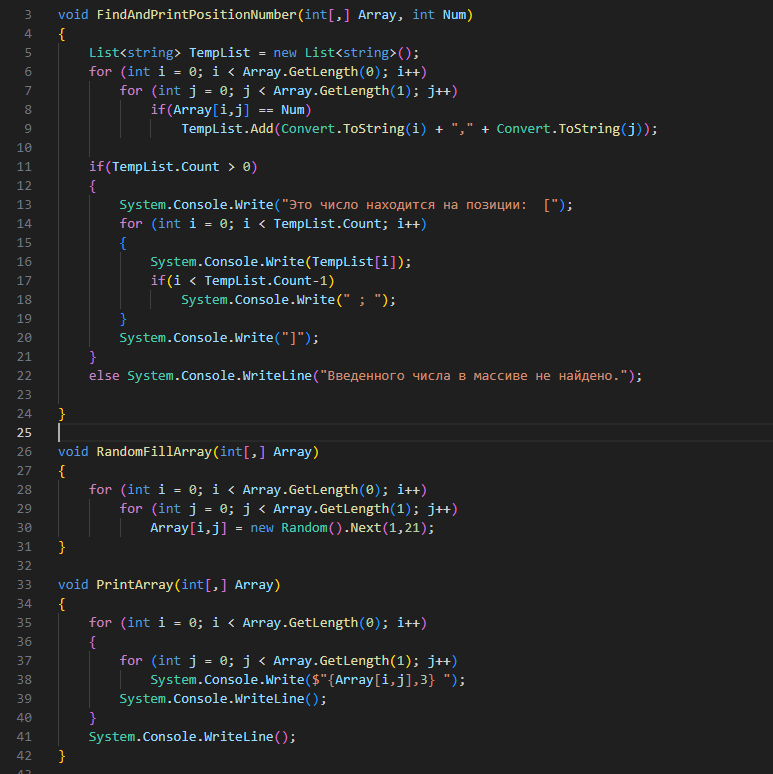 3 void FindAndPrintPositionNumber(int[,] Array, int Num)
4 {
5     List<string> TempList = new List<string>();
6     for (int i = 0; i < Array.GetLength(0); i++)
7         for (int j = 0; j < Array.GetLength(1); j++)
8             if(Array[i,j] == Num)
9                 TempList.Add(Convert.ToString(i) + "," + Convert.ToString(j));
10
11     if(TempList.Count > 0)
12     {
13         System.Console.Write("Это число находится на позиции:  [");
14         for (int i = 0; i < TempList.Count; i++)
15         {
16             System.Console.Write(TempList[i]);
17             if(i < TempList.Count-1)
18                 System.Console.Write(" ; ");
19         }
20         System.Console.Write("]");
21     }
22     else System.Console.WriteLine("Введенного числа в массиве не найдено.");
23
24 }
25
26 void RandomFillArray(int[,] Array)
27 {
28     for (int i = 0; i < Array.GetLength(0); i++)
29         for (int j = 0; j < Array.GetLength(1); j++)
30             Array[i,j] = new Random().Next(1,21);
31 }
32
33 void PrintArray(int[,] Array)
34 {
35     for (int i = 0; i < Array.GetLength(0); i++)
36     {
37         for (int j = 0; j < Array.GetLength(1); j++)
38             System.Console.Write($"{Array[i,j],3} ");
39         System.Console.WriteLine();
40     }
41     System.Console.WriteLine();
42 }